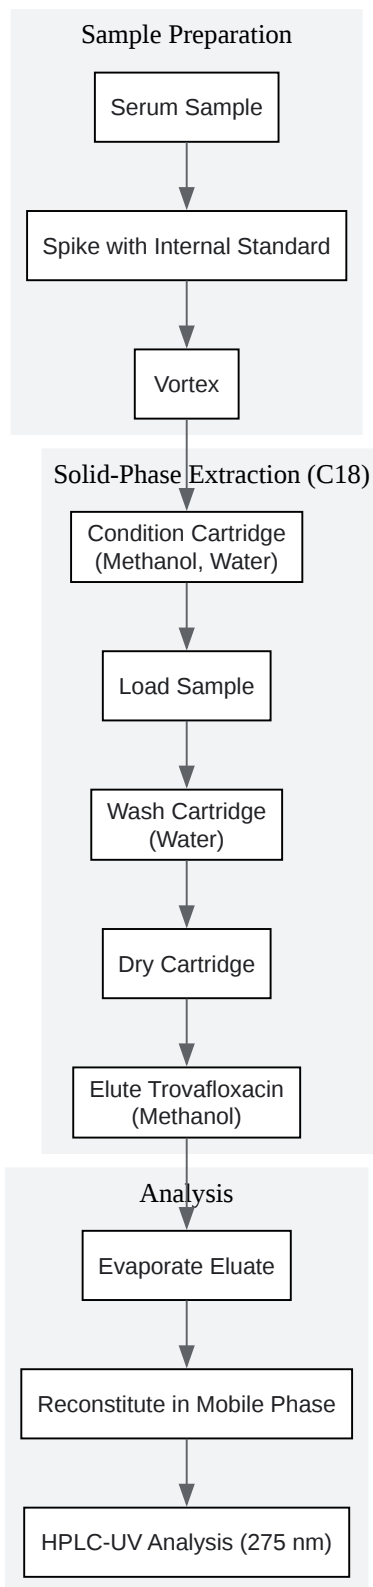 Sample Preparation
Serum Sample
Spike with Internal Standard
Vortex
Solid-Phase Extraction (C18)
Condition Cartridge
(Methanol, Water)
Load Sample
Wash Cartridge
(Water)
Dry Cartridge
Elute Trovafloxacin
(Methanol)
Analysis
Evaporate Eluate
Reconstitute in Mobile Phase
HPLC-UV Analysis (275 nm)